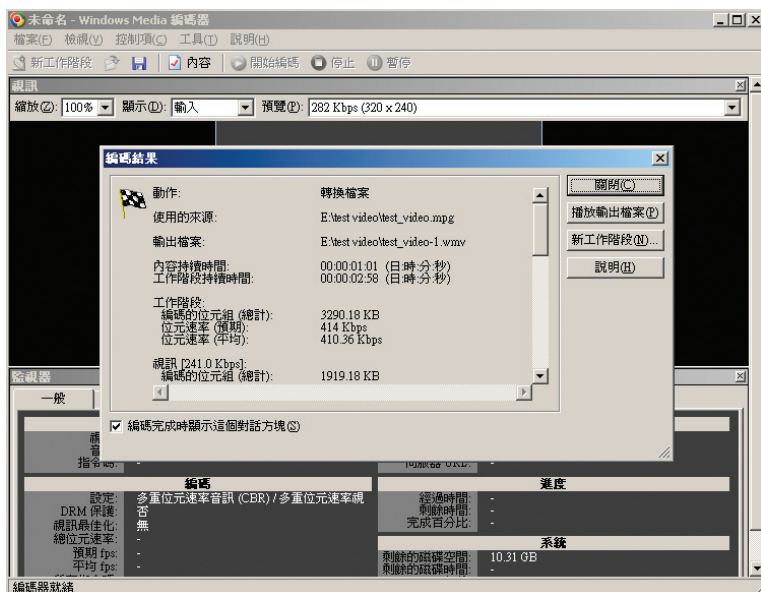 未命名 - Windows Media 編碼器
檔案(F) 檢視(V) 控制項(C) 工具(T) 說明(H)
新工作階段 內容 開始編碼 停止 暫停
視訊
縮放(Z): 100% 顯示(D): 輸入 預覽(P): 282 Kbps (320 x 240)
編碼結果
動作: 轉換檔案
使用的來源: E:\test video\test_video.mpg
輸出檔案: E:\test video\test_video-1.wmv
內容持續時間: 00:00:01:01 (日:時:分:秒)
工作階段持續時間: 00:00:02:58 (日:時:分:秒)
工作階段:
編碼的位元組 (總計): 3290.18 KB
位元速率 (預期): 414 Kbps
位元速率 (平均): 410.36 Kbps
視訊 [241.0 Kbps]:
編碼的位元組 (總計): 1919.18 KB
關閉(C)
播放輸出檔案(P)
新工作階段(N)...
說明(H)
編碼完成時顯示這個對話方塊(S)
監視器
一般
編碼
設定: 多重位元速率音訊 (CBR) / 多重位元速率視
DRM 保護: 否
視訊最佳化: 無
總位元速率: -
預期 fps: -
平均 fps: -
進度
經過時間: -
剩餘時間: -
完成百分比: -
系統
剩餘的磁碟空間: 10.31 GB
剩餘的磁碟時間: -
編碼器就緒